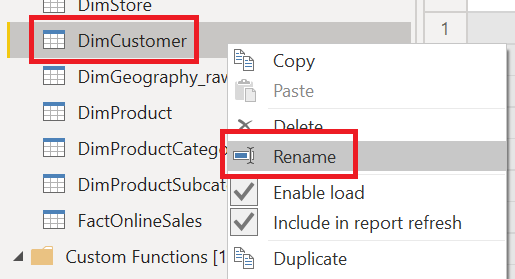 DimStore
DimCustomer
DimGeography_raw
DimProduct
DimProductCatego
DimProductSubcat
FactOnlineSales
Custom Functions [1
1
Copy
Paste
Delete
Rename
Enable load
Include in report refresh
Duplicate